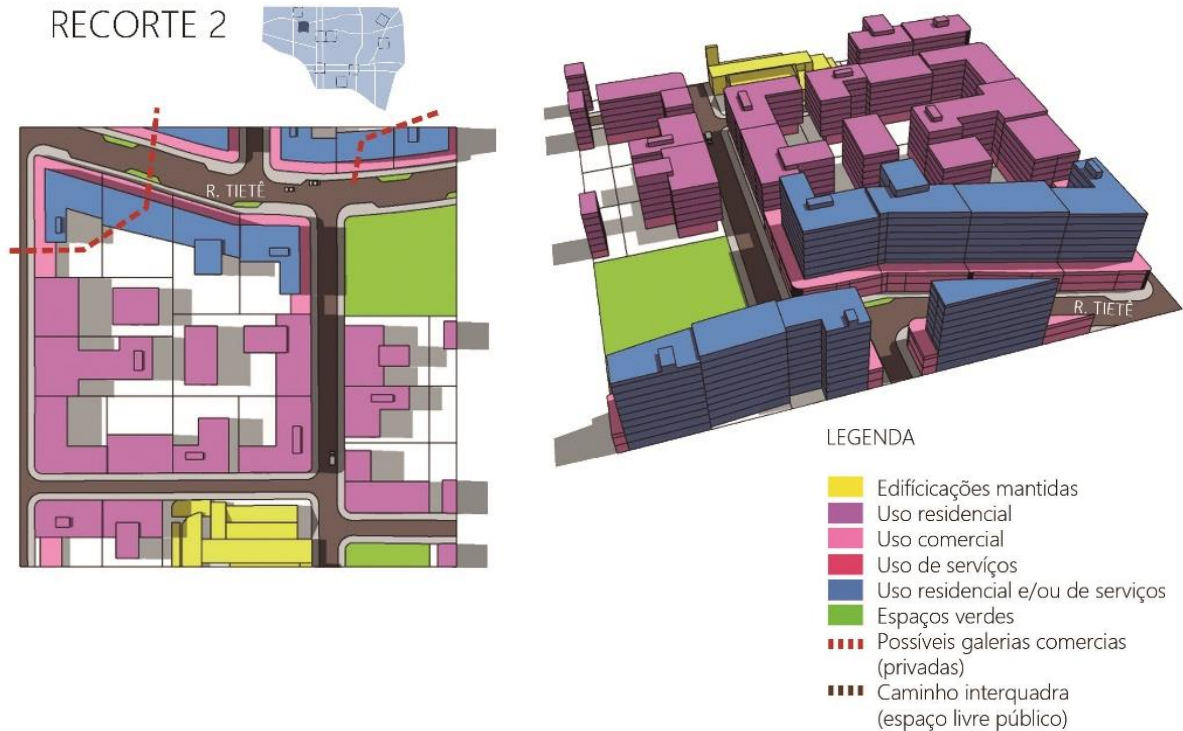 RECORTE 2
R. TIETÊ
R. TIETÊ
LEGENDA
Edifícicações mantidas
Uso residencial
Uso comercial
Uso de servíços
Uso residencial e/ou de serviços
Espaços verdes
Possíveis galerias comercias
(privadas)
Caminho interquadra
(espaço livre público)